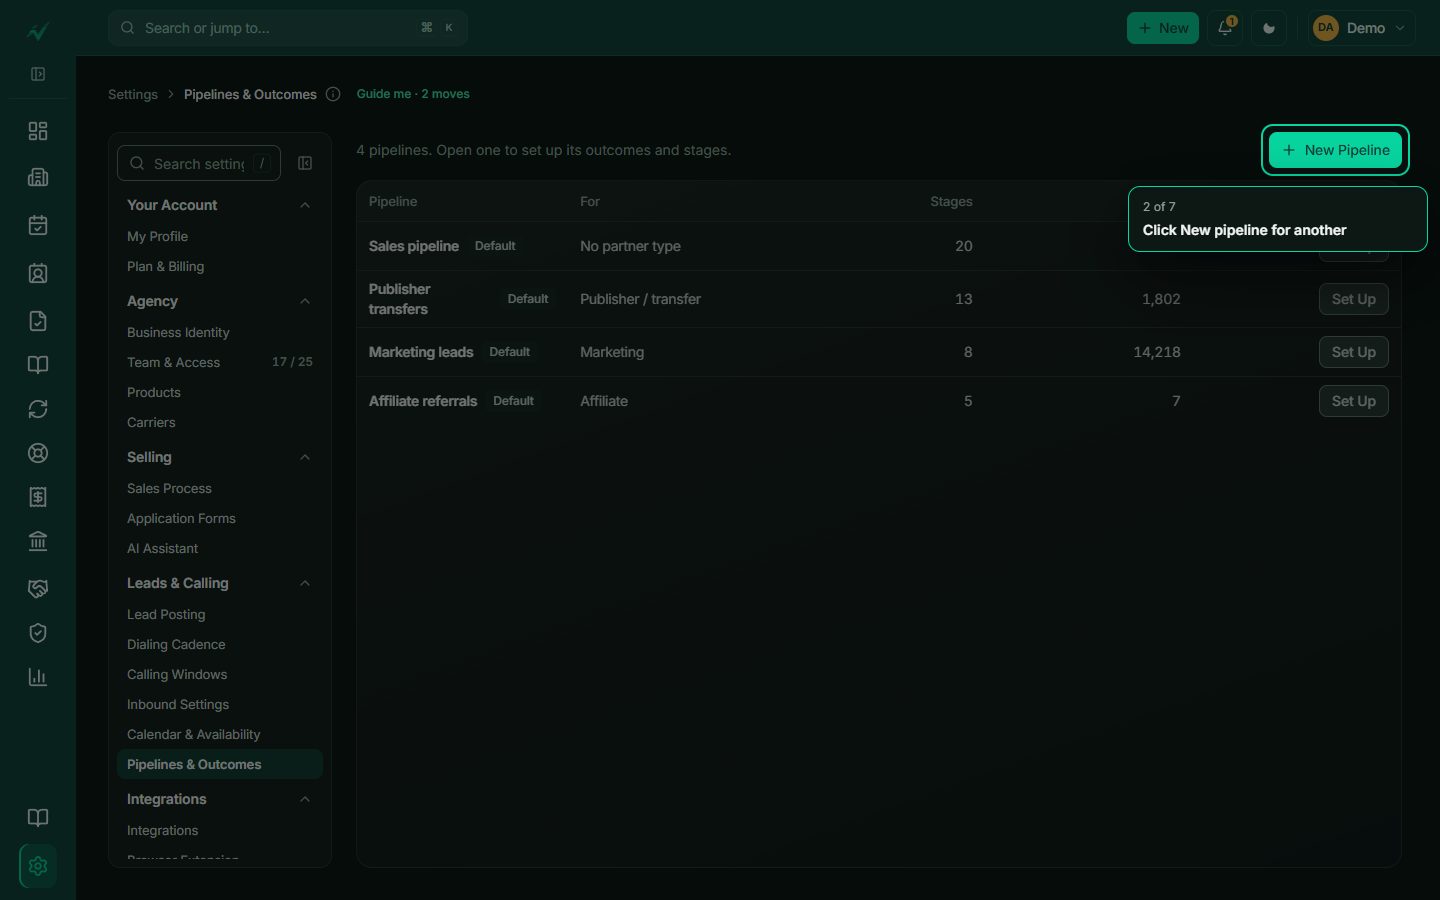 Search or jump to...
⌘ K
New
1
DA
Demo
Settings
Pipelines & Outcomes
Guide me · 2 moves
Search setting
/
4 pipelines. Open one to set up its outcomes and stages.
New Pipeline
2 of 7
Click New pipeline for another
Your Account
My Profile
Plan & Billing
Agency
Business Identity
Team & Access 17 / 25
Products
Carriers
Selling
Sales Process
Application Forms
AI Assistant
Leads & Calling
Lead Posting
Dialing Cadence
Calling Windows
Inbound Settings
Calendar & Availability
Pipelines & Outcomes
Integrations
Integrations
Browser Extension
Pipeline For Stages
Sales pipeline Default No partner type 20
Publisher transfers Default Publisher / transfer 13 1,802 Set Up
Marketing leads Default Marketing 8 14,218 Set Up
Affiliate referrals Default Affiliate 5 7 Set Up